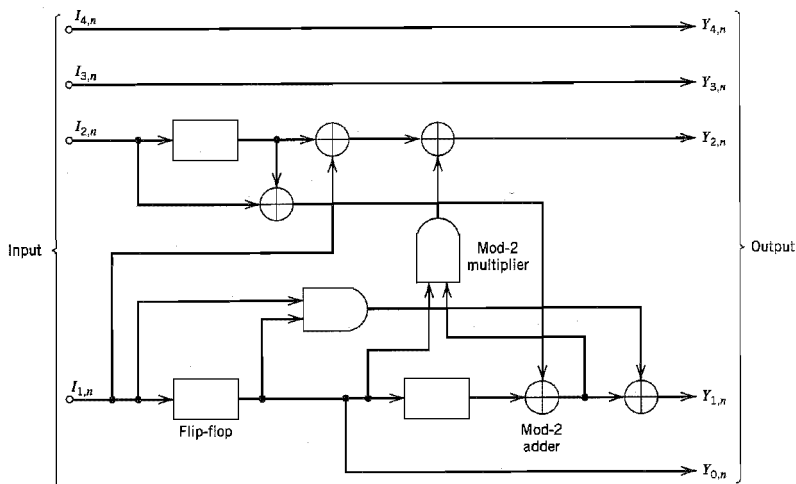 I4,n
Y4,n
I3,n
Y3,n
I2,n
Y2,n
Input
Mod-2
multiplier
Output
I1,n
Y1,n
Flip-flop
Mod-2
adder
Y0,n